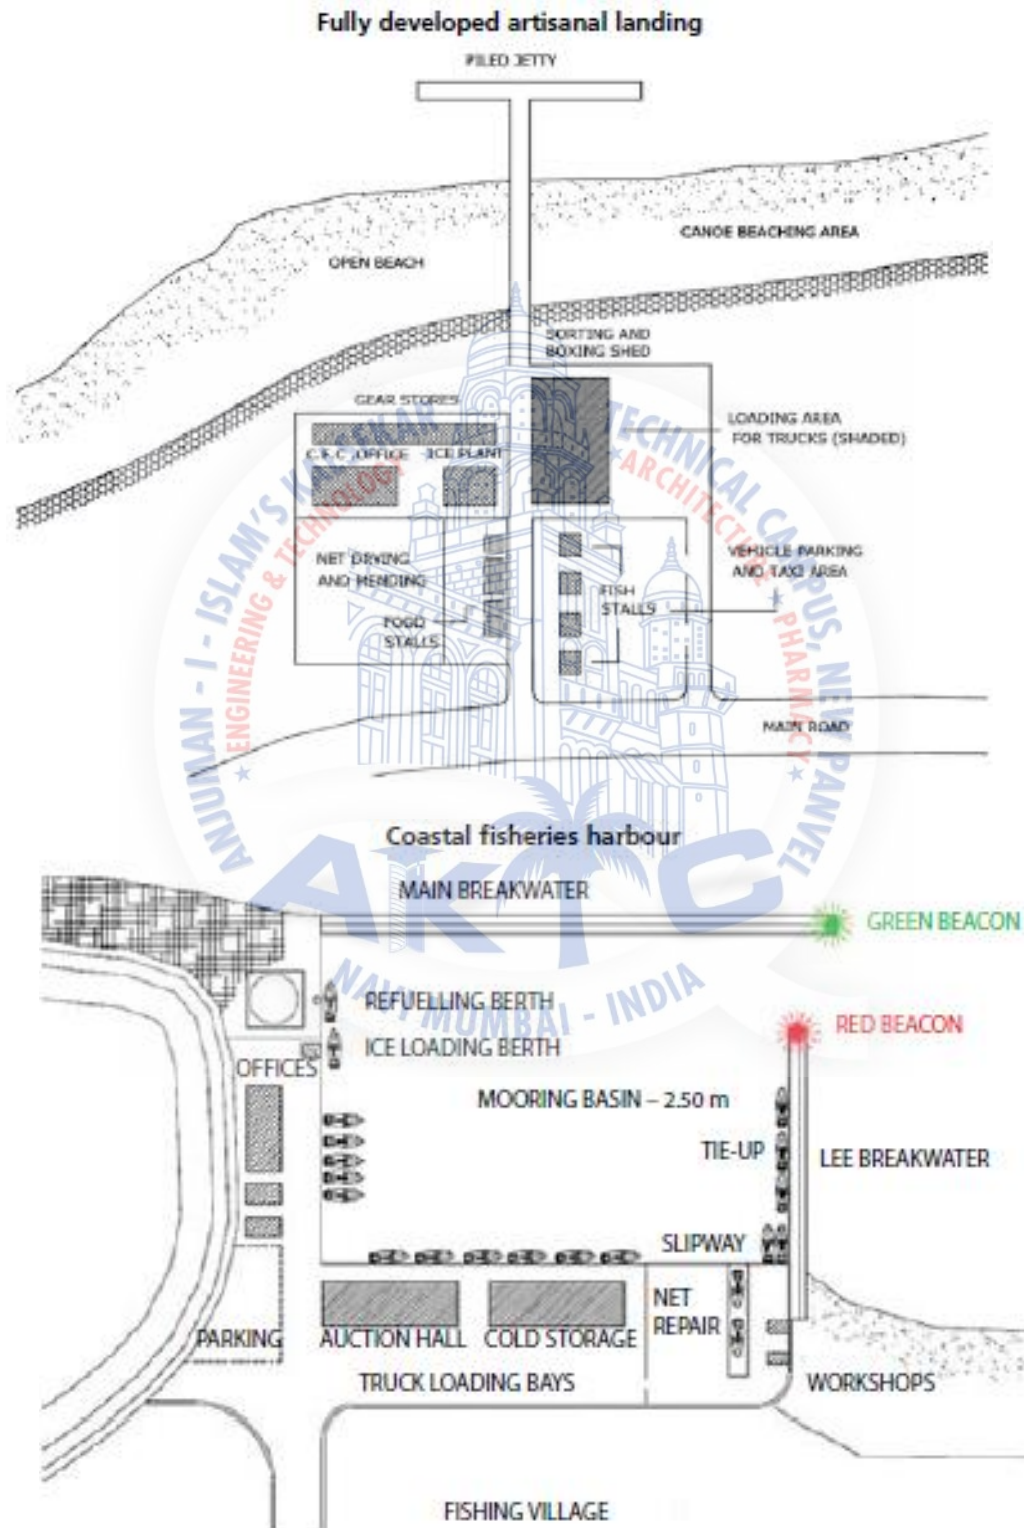 Fully developed artisanal landing
PILED JETTY
CANOE BEACHING AREA
OPEN BEACH
SORTING AND
BOXING SHED
GEAR STORES
LOADING AREA
FOR TRUCKS (SHADED)
C.F.C. OFFICE ICE PLANT
NET DRYING
AND MENDING
VEHICLE PARKING
AND TAXI AREA
FISH
STALLS
FOOD
STALLS
MAIN ROAD
ANJUMAN - I - ISLAM'S KALSEKAR TECHNICAL CAMPUS, NEW PANVEL
ENGINEERING & TECHNOLOGY ARCHITECTURE PHARMACY
AKTC
NAVI MUMBAI - INDIA
Coastal fisheries harbour
MAIN BREAKWATER
GREEN BEACON
REFUELLING BERTH
RED BEACON
ICE LOADING BERTH
OFFICES
MOORING BASIN – 2.50 m
TIE-UP
LEE BREAKWATER
SLIPWAY
NET
REPAIR
PARKING AUCTION HALL COLD STORAGE
TRUCK LOADING BAYS
WORKSHOPS
FISHING VILLAGE